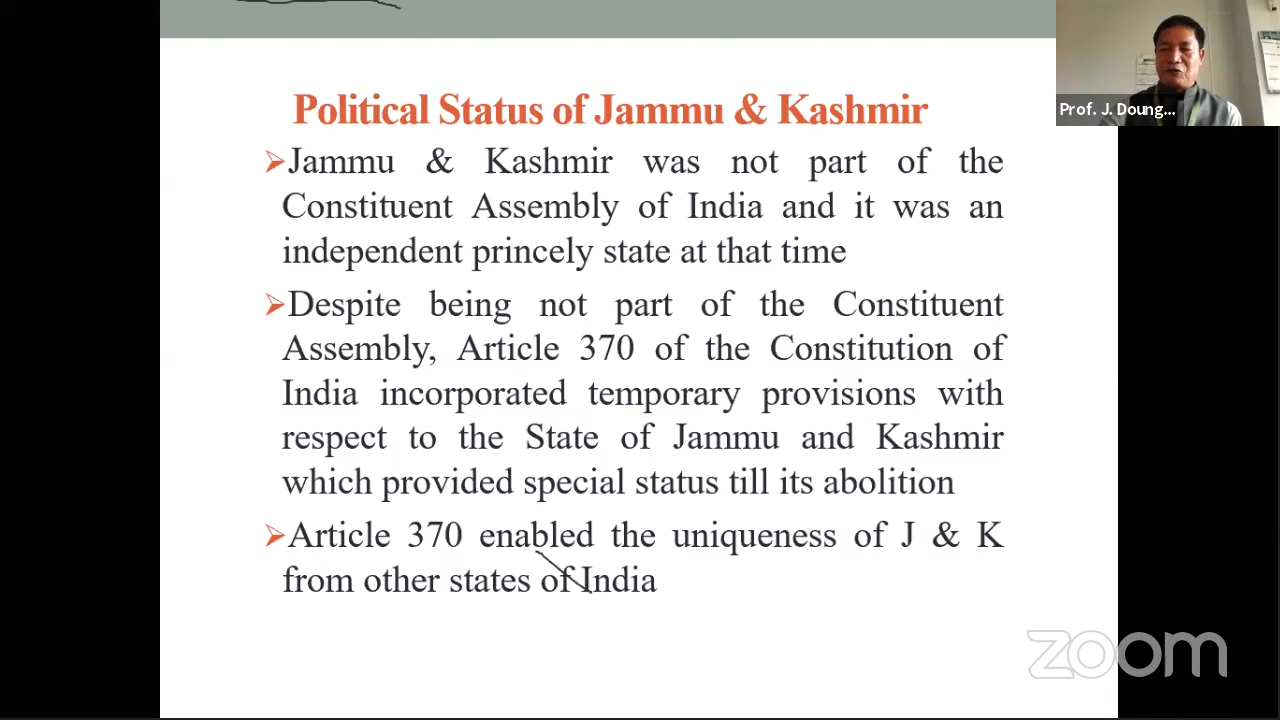 Prof. J. Doung...
Political Status of Jammu & Kashmir
➢Jammu & Kashmir was not part of the
Constituent Assembly of India and it was an
independent princely state at that time
➢Despite being not part of the Constituent
Assembly, Article 370 of the Constitution of
India incorporated temporary provisions with
respect to the State of Jammu and Kashmir
which provided special status till its abolition
➢Article 370 enabled the uniqueness of J & K
from other states of India
zoom